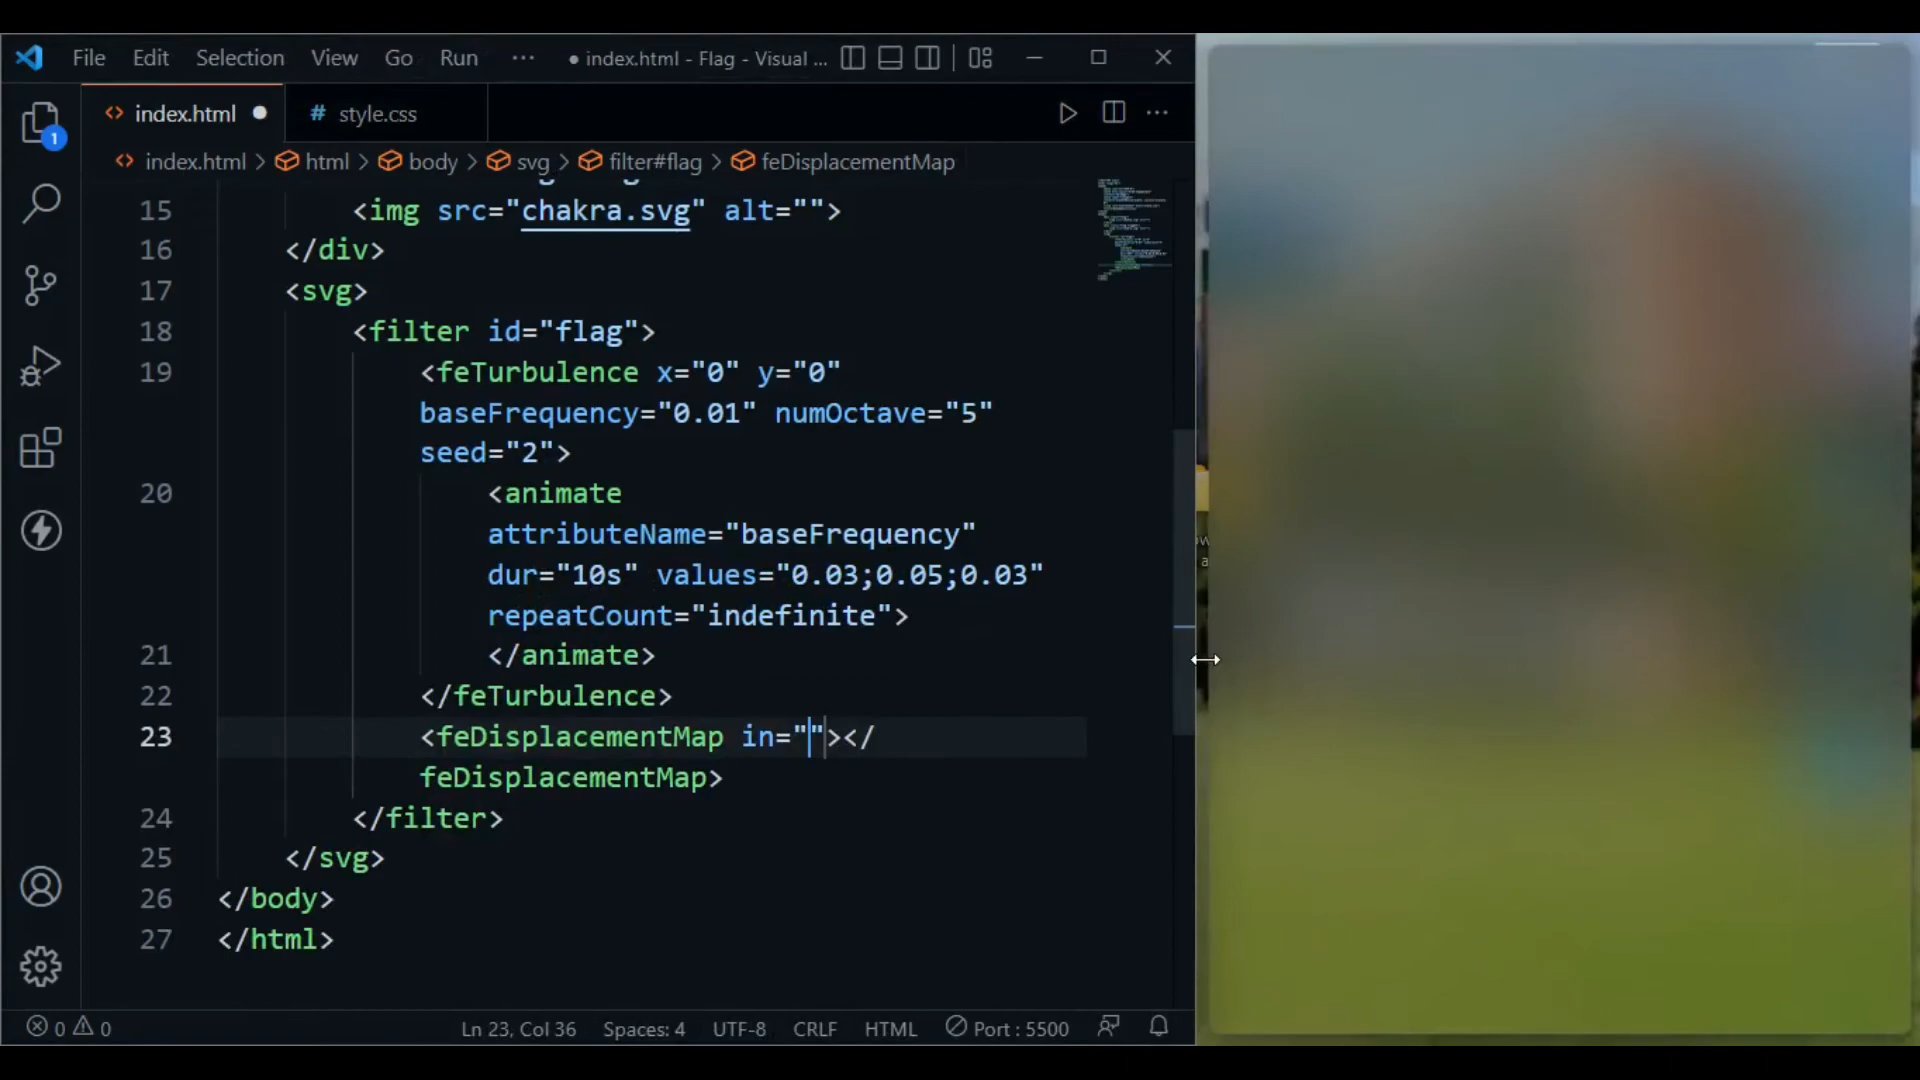 File Edit Selection View Go Run ··· ● index.html - Flag - Visual ...
<> index.html ● # style.css
1
<> index.html > html > body > svg > filter#flag > feDisplacementMap
15 <img src="chakra.svg" alt="">
16 </div>
17 <svg>
18 <filter id="flag">
19 <feTurbulence x="0" y="0"
baseFrequency="0.01" numOctave="5"
seed="2">
20 <animate
attributeName="baseFrequency"
dur="10s" values="0.03;0.05;0.03"
repeatCount="indefinite">
21 </animate>
22 </feTurbulence>
23 <feDisplacementMap in=""></
feDisplacementMap>
24 </filter>
25 </svg>
26 </body>
27 </html>
0 0 Ln 23, Col 36 Spaces: 4 UTF-8 CRLF HTML Port : 5500